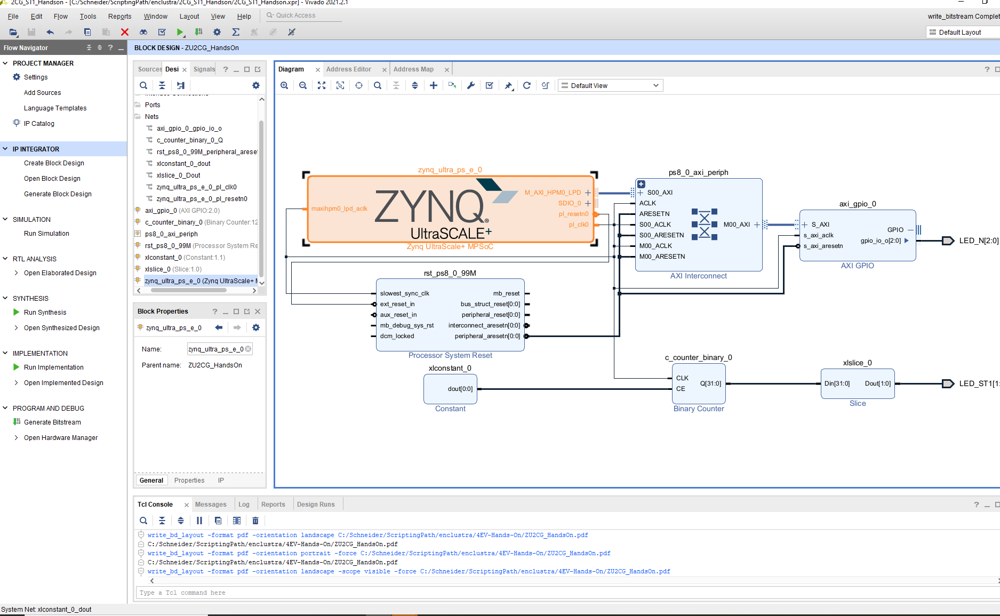 2CG_ST1_Handson - [C:/Schneider/ScriptingPath/enclustra/2CG_ST1_Handson/2CG_ST1_Handson.xpr] - Vivado 2021.2.1
File Edit Flow Tools Reports Window Layout View Help Quick Access
write_bitstream Complet
Default Layout
Flow Navigator
PROJECT MANAGER
Settings
Add Sources
Language Templates
IP Catalog
IP INTEGRATOR
Create Block Design
Open Block Design
Generate Block Design
SIMULATION
Run Simulation
RTL ANALYSIS
Open Elaborated Design
SYNTHESIS
Run Synthesis
Open Synthesized Design
IMPLEMENTATION
Run Implementation
Open Implemented Design
PROGRAM AND DEBUG
Generate Bitstream
Open Hardware Manager
BLOCK DESIGN - ZU2CG_HandsOn
Sources Desi Signals
Ports
Nets
axi_gpio_0_gpio_io_o
c_counter_binary_0_Q
rst_ps8_0_99M_peripheral_areset
xlconstant_0_dout
xlslice_0_Dout
zynq_ultra_ps_e_0_pl_clk0
zynq_ultra_ps_e_0_pl_resetn0
axi_gpio_0 (AXI GPIO:2.0)
c_counter_binary_0 (Binary Counter:12
ps8_0_axi_periph
rst_ps8_0_99M (Processor System Re
xlconstant_0 (Constant:1.1)
xlslice_0 (Slice:1.0)
zynq_ultra_ps_e_0 (Zynq UltraScale+ M
Block Properties
zynq_ultra_ps_e_0
Name: zynq_ultra_ps_e_0
Parent name: ZU2CG_HandsOn
General Properties IP
Diagram Address Editor Address Map
Default View
zynq_ultra_ps_e_0
maxihpm0_lpd_aclk
ZYNQ®
UltraSCALE+
M_AXI_HPM0_LPD
SDIO_0
pl_resetn0
pl_clk0
Zynq UltraScale+ MPSoC
ps8_0_axi_periph
S00_AXI
ACLK
ARESETN
S00_ACLK
S00_ARESETN
M00_ACLK
M00_ARESETN
M00_AXI
AXI Interconnect
axi_gpio_0
S_AXI
s_axi_aclk
s_axi_aresetn
GPIO
gpio_io_o[2:0]
AXI GPIO
LED_N[2:0]
rst_ps8_0_99M
slowest_sync_clk
ext_reset_in
aux_reset_in
mb_debug_sys_rst
dcm_locked
mb_reset
bus_struct_reset[0:0]
peripheral_reset[0:0]
interconnect_aresetn[0:0]
peripheral_aresetn[0:0]
Processor System Reset
xlconstant_0
dout[0:0]
Constant
c_counter_binary_0
CLK
CE
Q[31:0]
Binary Counter
xlslice_0
Din[31:0] Dout[1:0]
Slice
LED_ST1[1:
Tcl Console Messages Log Reports Design Runs
write_bd_layout -format pdf -orientation landscape C:/Schneider/ScriptingPath/enclustra/4EV-Hands-On/ZU2CG_HandsOn.pdf
C:/Schneider/ScriptingPath/enclustra/4EV-Hands-On/ZU2CG_HandsOn.pdf
write_bd_layout -format pdf -orientation portrait -force C:/Schneider/ScriptingPath/enclustra/4EV-Hands-On/ZU2CG_HandsOn.pdf
C:/Schneider/ScriptingPath/enclustra/4EV-Hands-On/ZU2CG_HandsOn.pdf
write_bd_layout -format pdf -orientation landscape -scope visible -force C:/Schneider/ScriptingPath/enclustra/4EV-Hands-On/ZU2CG_HandsOn.pdf
Type a Tcl command here
System Net: xlconstant_0_dout